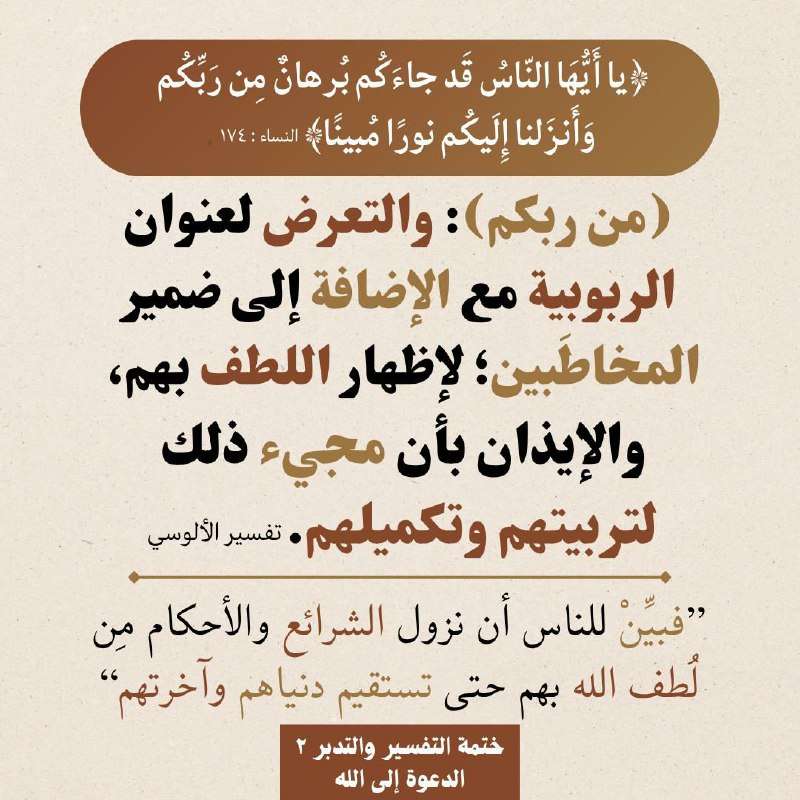 ﴿يا أَيُّهَا النّاسُ قَد جاءَكُم بُرهانٌ مِن رَبِّكُم
وَأَنزَلنا إِلَيكُم نورًا مُبينًا﴾ النساء : ١٧٤
(من ربكم): والتعرض لعنوان
الربوبية مع الإضافة إلى ضمير
المخاطَبين؛ لإظهار اللطف بهم،
والإيذان بأن مجيء ذلك
لتربيتهم وتكميلهم. تفسير الألوسي
”فبيِّنْ للناس أن نزول الشرائع والأحكام مِن
لُطف الله بهم حتى تستقيم دنياهم وآخرتهم“
ختمة التفسير والتدبر ٢
الدعوة إلى الله